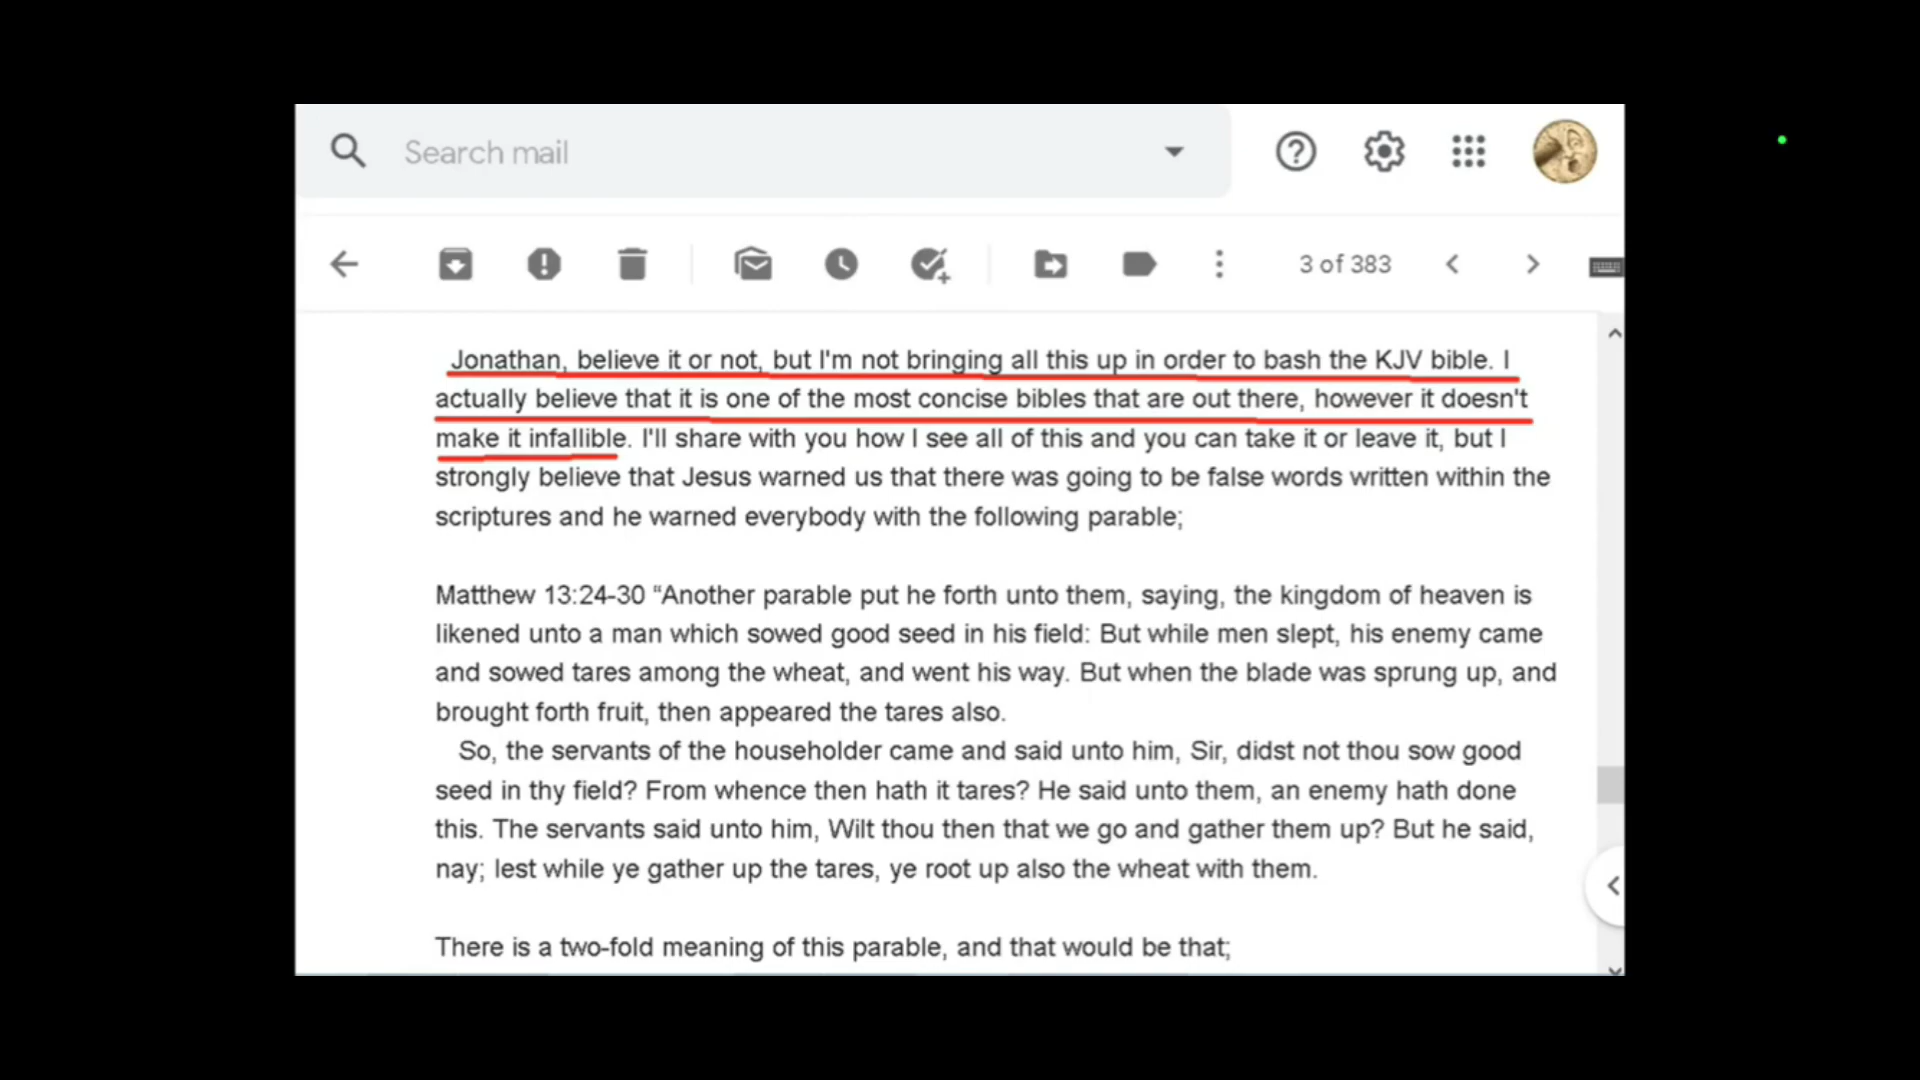 Search mail
3 of 383
Jonathan, believe it or not, but I'm not bringing all this up in order to bash the KJV bible. I
actually believe that it is one of the most concise bibles that are out there, however it doesn't
make it infallible. I'll share with you how I see all of this and you can take it or leave it, but I
strongly believe that Jesus warned us that there was going to be false words written within the
scriptures and he warned everybody with the following parable;
Matthew 13:24-30 “Another parable put he forth unto them, saying, the kingdom of heaven is
likened unto a man which sowed good seed in his field: But while men slept, his enemy came
and sowed tares among the wheat, and went his way. But when the blade was sprung up, and
brought forth fruit, then appeared the tares also.
So, the servants of the householder came and said unto him, Sir, didst not thou sow good
seed in thy field? From whence then hath it tares? He said unto them, an enemy hath done
this. The servants said unto him, Wilt thou then that we go and gather them up? But he said,
nay; lest while ye gather up the tares, ye root up also the wheat with them.
There is a two-fold meaning of this parable, and that would be that;